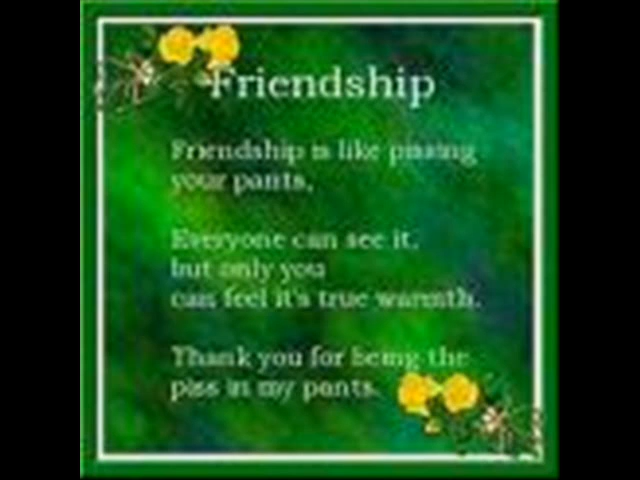 Friendship
Friendship is like pissing
your pants,
Everyone can see it,
but only you
can feel it's true warmth.
Thank you for being the
piss in my pants.